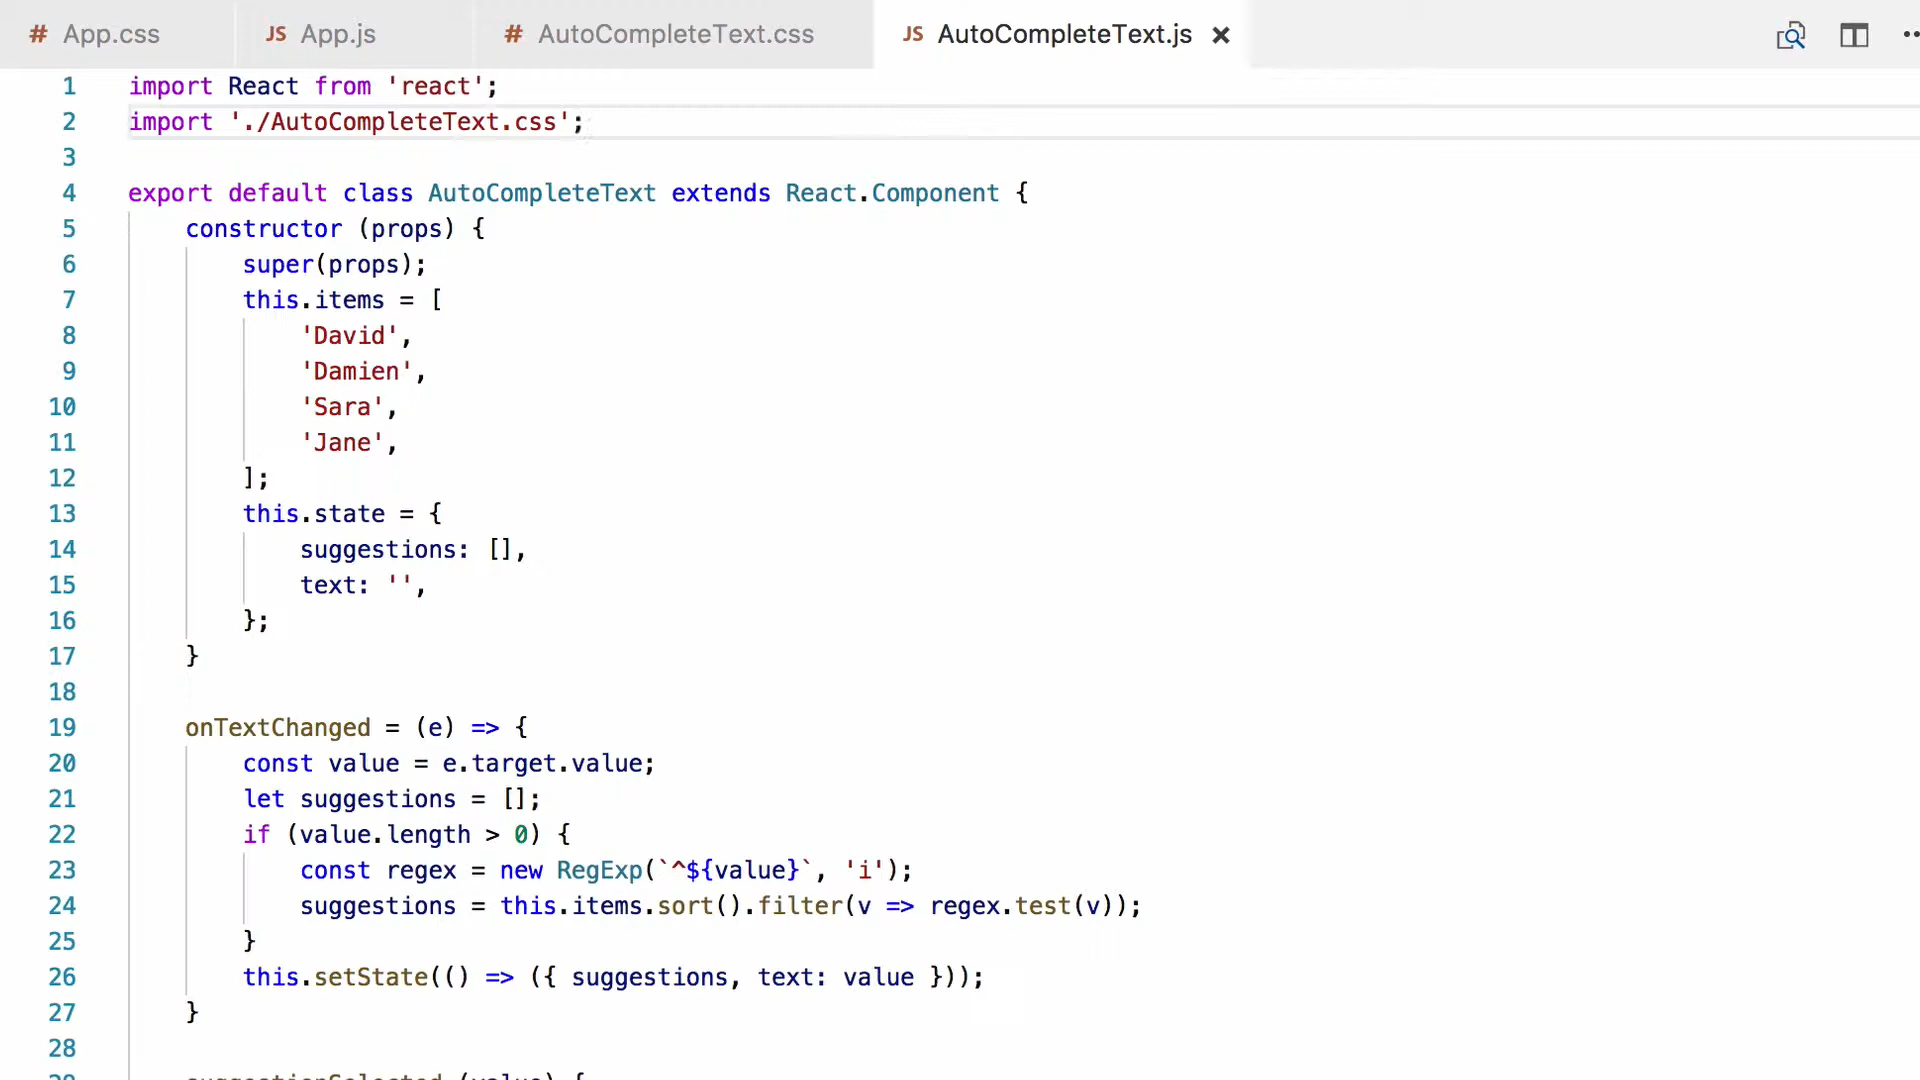 # App.css JS App.js # AutoCompleteText.css JS AutoCompleteText.js ×
1 import React from 'react';
2 import './AutoCompleteText.css';
3
4 export default class AutoCompleteText extends React.Component {
5     constructor (props) {
6         super(props);
7         this.items = [
8             'David',
9             'Damien',
10             'Sara',
11             'Jane',
12         ];
13         this.state = {
14             suggestions: [],
15             text: '',
16         };
17     }
18
19     onTextChanged = (e) => {
20         const value = e.target.value;
21         let suggestions = [];
22         if (value.length > 0) {
23             const regex = new RegExp(`^${value}`, 'i');
24             suggestions = this.items.sort().filter(v => regex.test(v));
25         }
26         this.setState(() => ({ suggestions, text: value }));
27     }
28
29     suggestionSelected (value) {